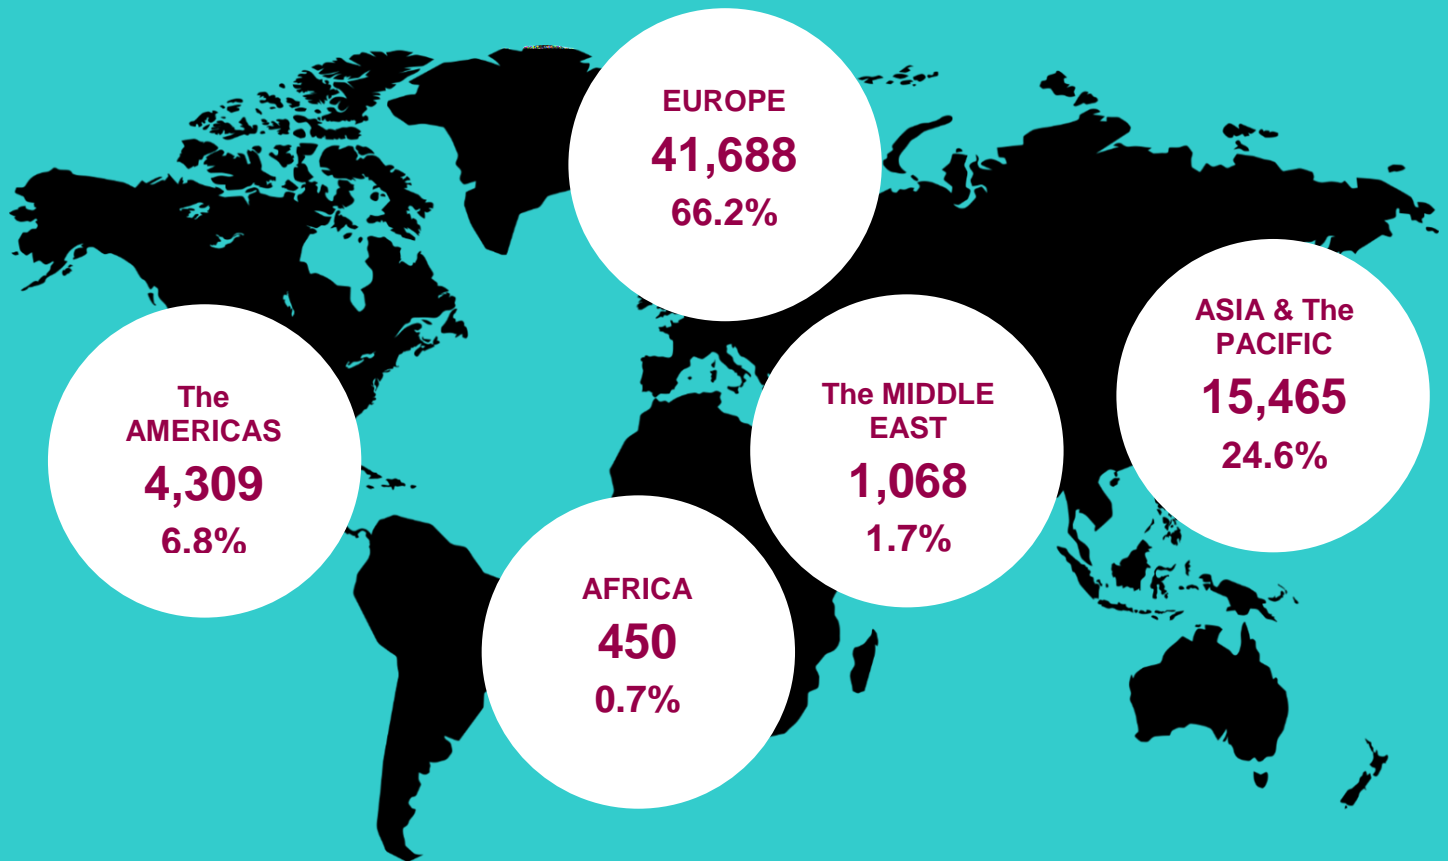 EUROPE
41,688
66.2%
ASIA & The
PACIFIC
15,465
24.6%
The
AMERICAS
4,309
6.8%
The MIDDLE
EAST
1,068
1.7%
AFRICA
450
0.7%